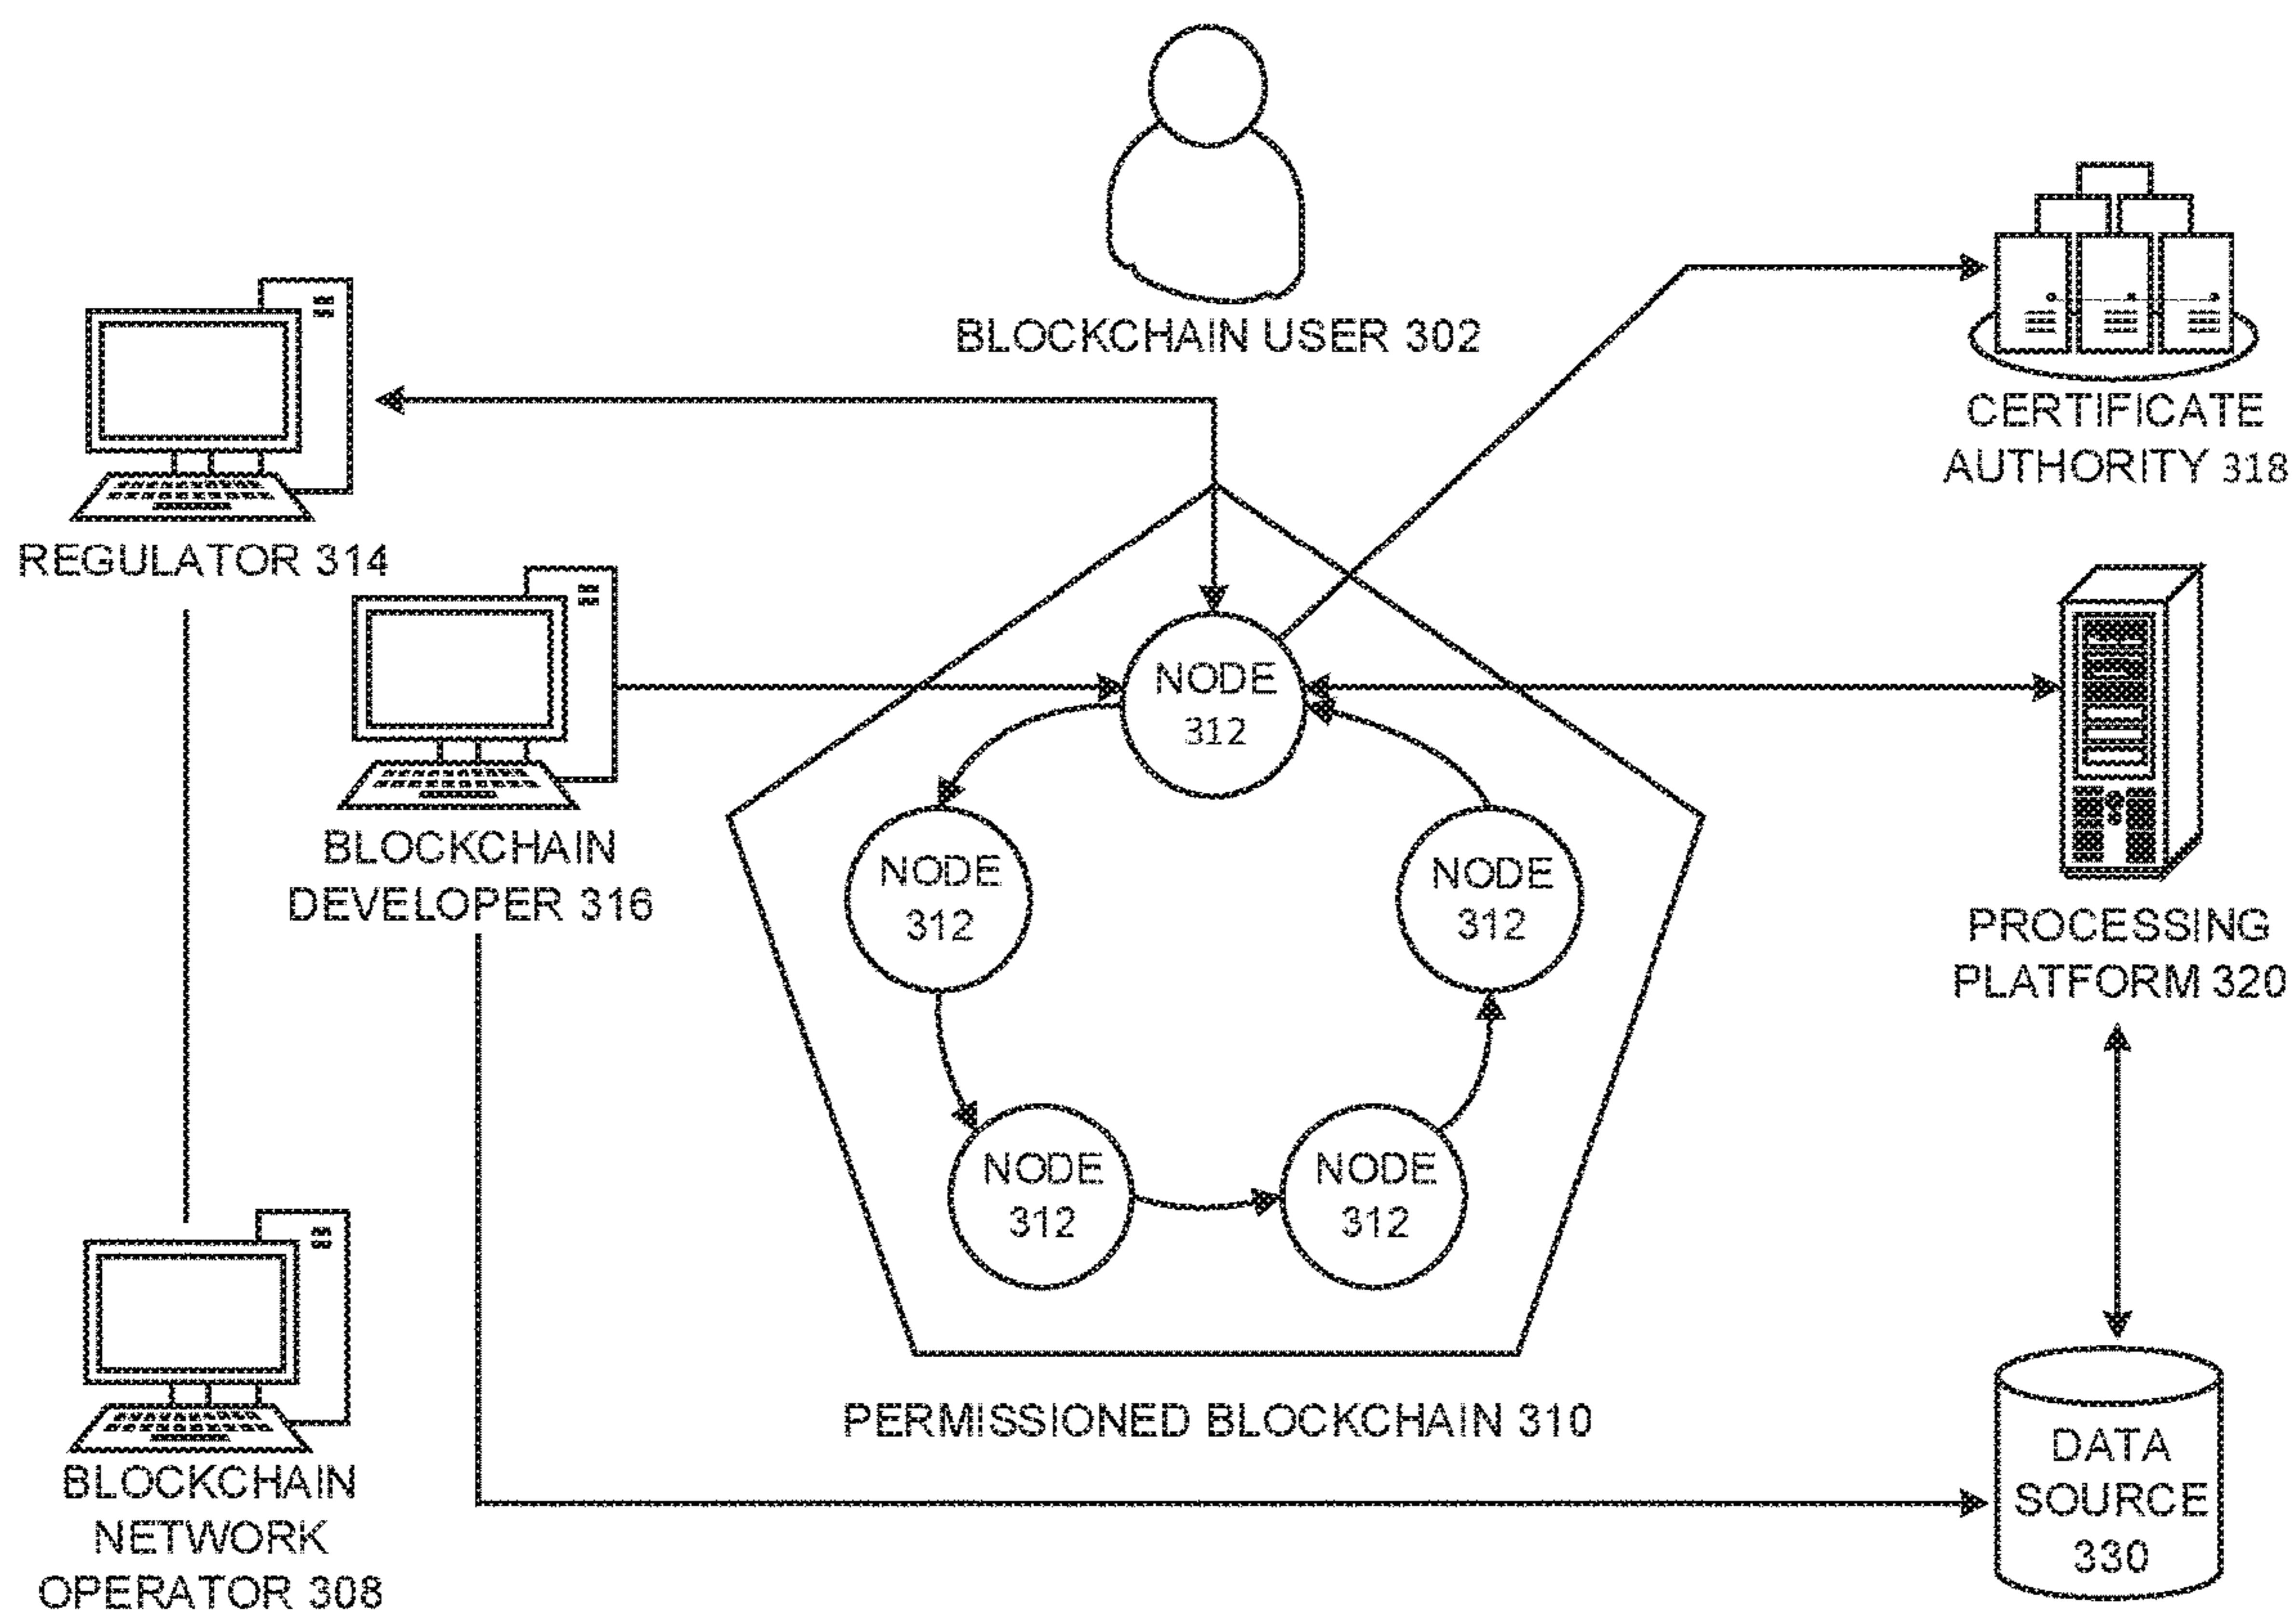 BLOCKCHAIN USER 302
CERTIFICATE
AUTHORITY 318
REGULATOR 314
BLOCKCHAIN
DEVELOPER 316
NODE
312
NODE
312
NODE
312
NODE
312
NODE
312
PROCESSING
PLATFORM 320
PERMISSIONED BLOCKCHAIN 310
BLOCKCHAIN
NETWORK
OPERATOR 308
DATA
SOURCE
330